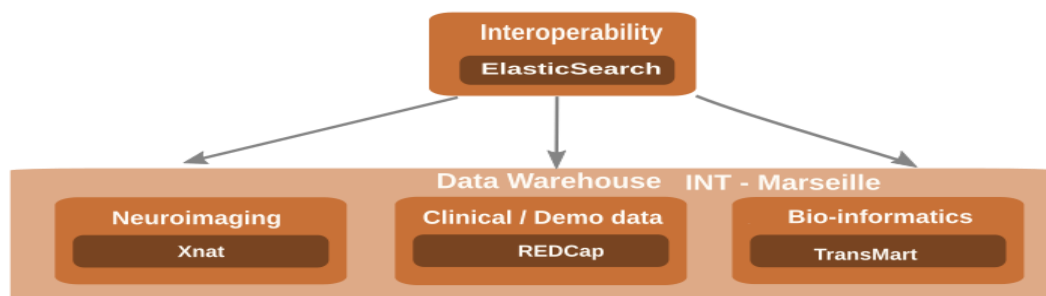 Interoperability
ElasticSearch
Data Warehouse INT - Marseille
Neuroimaging
Xnat
Clinical / Demo data
REDCap
Bio-informatics
TransMart